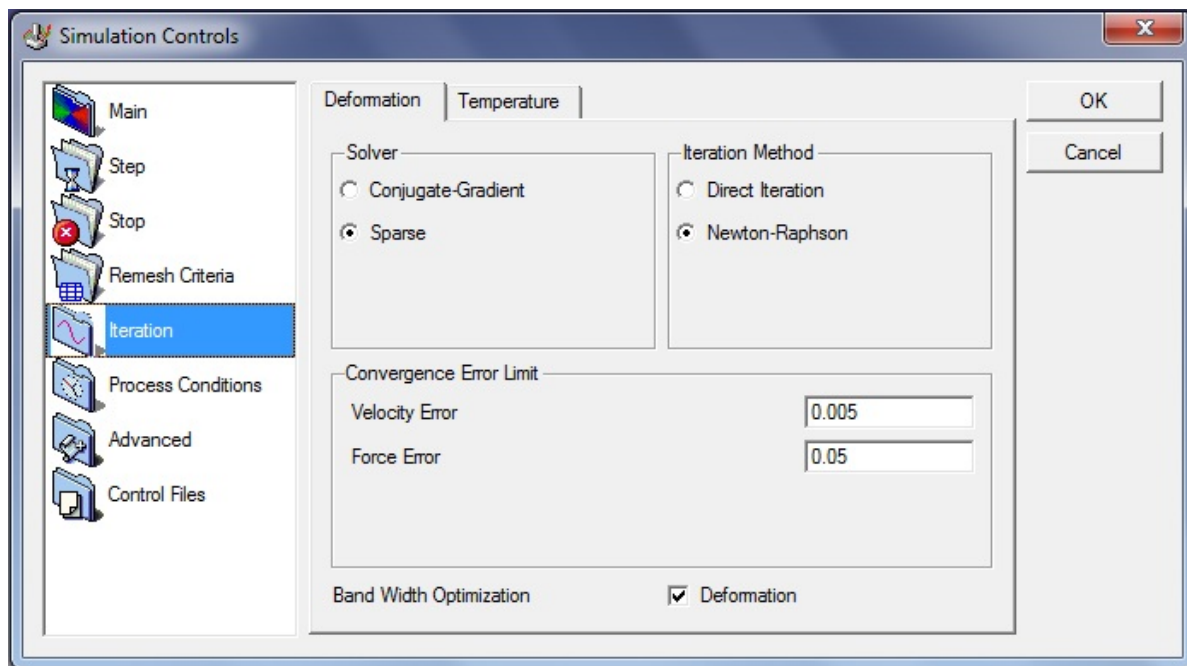 Simulation Controls
Main
Step
Stop
Remesh Criteria
Iteration
Process Conditions
Advanced
Control Files
Deformation
Temperature
Solver
Conjugate-Gradient
Sparse
Iteration Method
Direct Iteration
Newton-Raphson
Convergence Error Limit
Velocity Error
0.005
Force Error
0.05
Band Width Optimization
Deformation
OK
Cancel